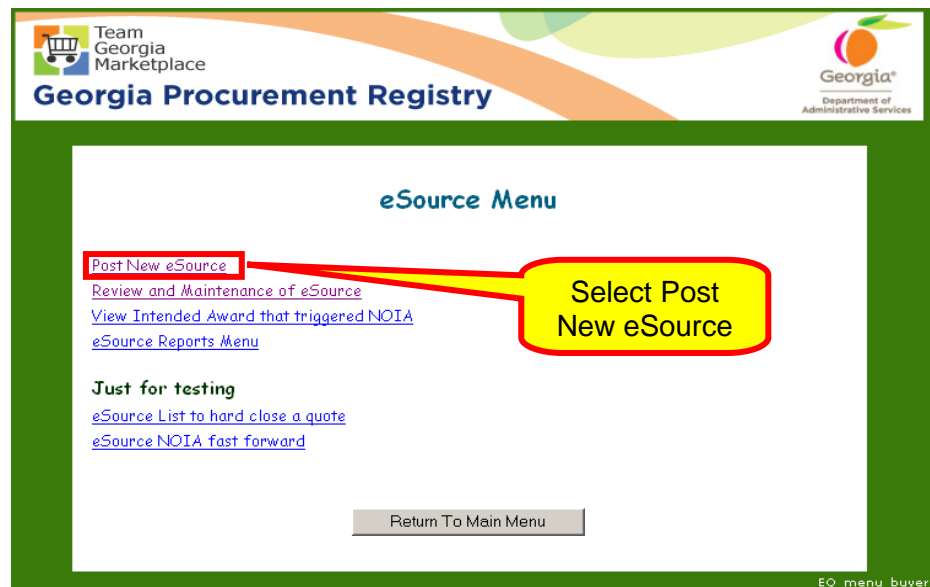 Team
Georgia
Marketplace
Georgia Procurement Registry
Georgia®
Department of
Administrative Services
eSource Menu
Post New eSource
Review and Maintenance of eSource
View Intended Award that triggered NOIA
eSource Reports Menu
Select Post
New eSource
Just for testing
eSource List to hard close a quote
eSource NOIA fast forward
Return To Main Menu
EQ menu buyer